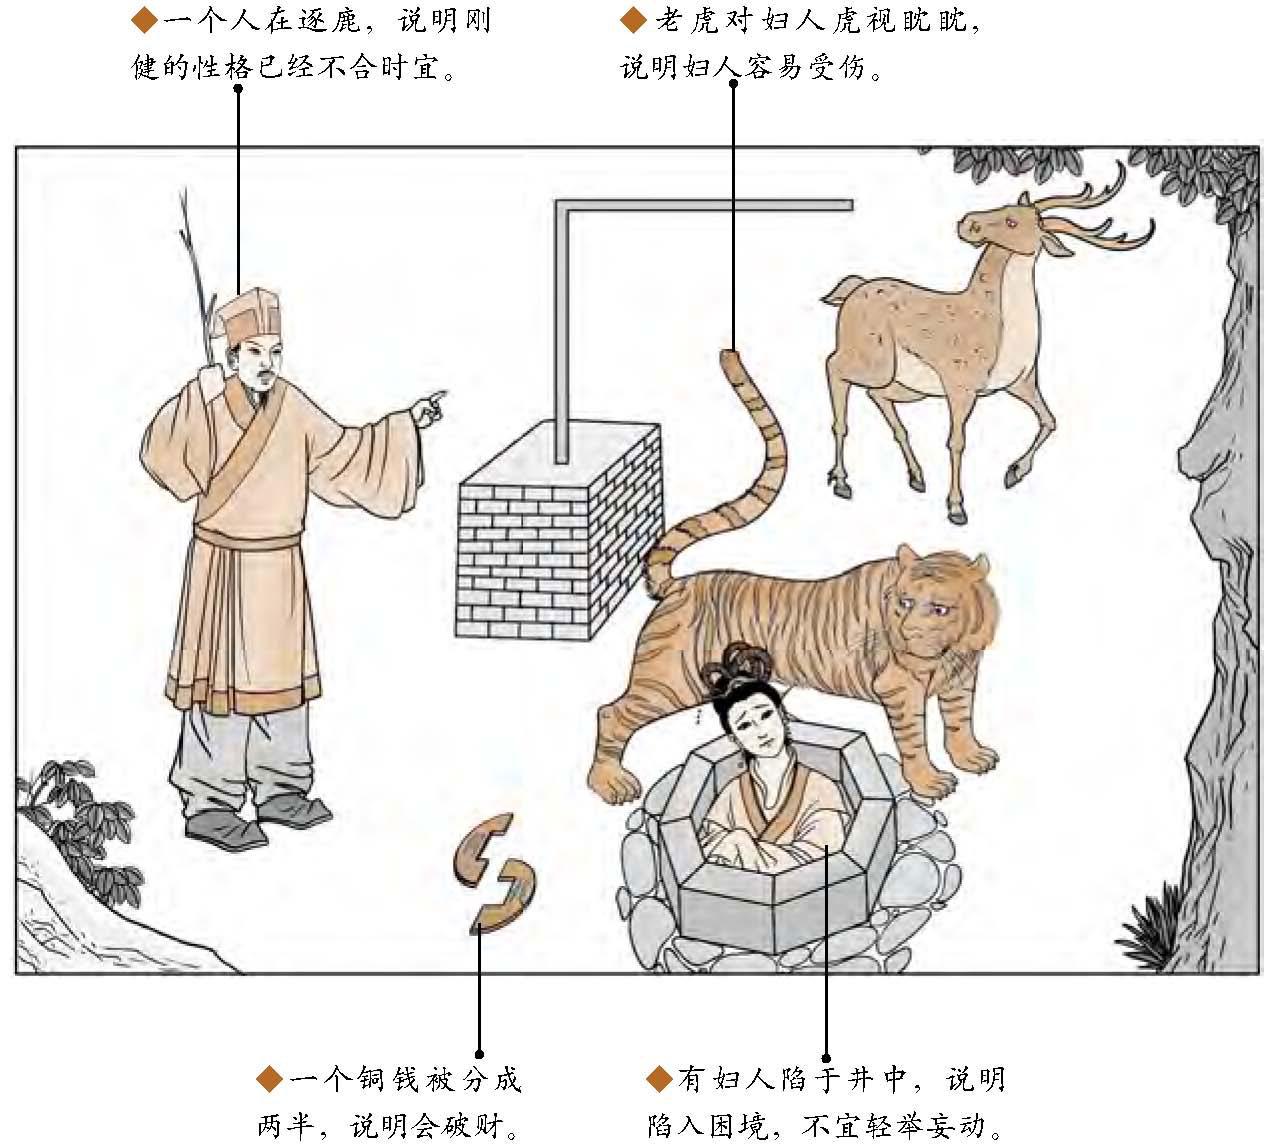 ◆一个人在逐鹿，说明刚
健的性格已经不合时宜。
◆老虎对妇人虎视眈眈，
说明妇人容易受伤。
◆一个铜钱被分成
两半，说明会破财。
◆有妇人陷于井中，说明
陷入困境，不宜轻举妄动。